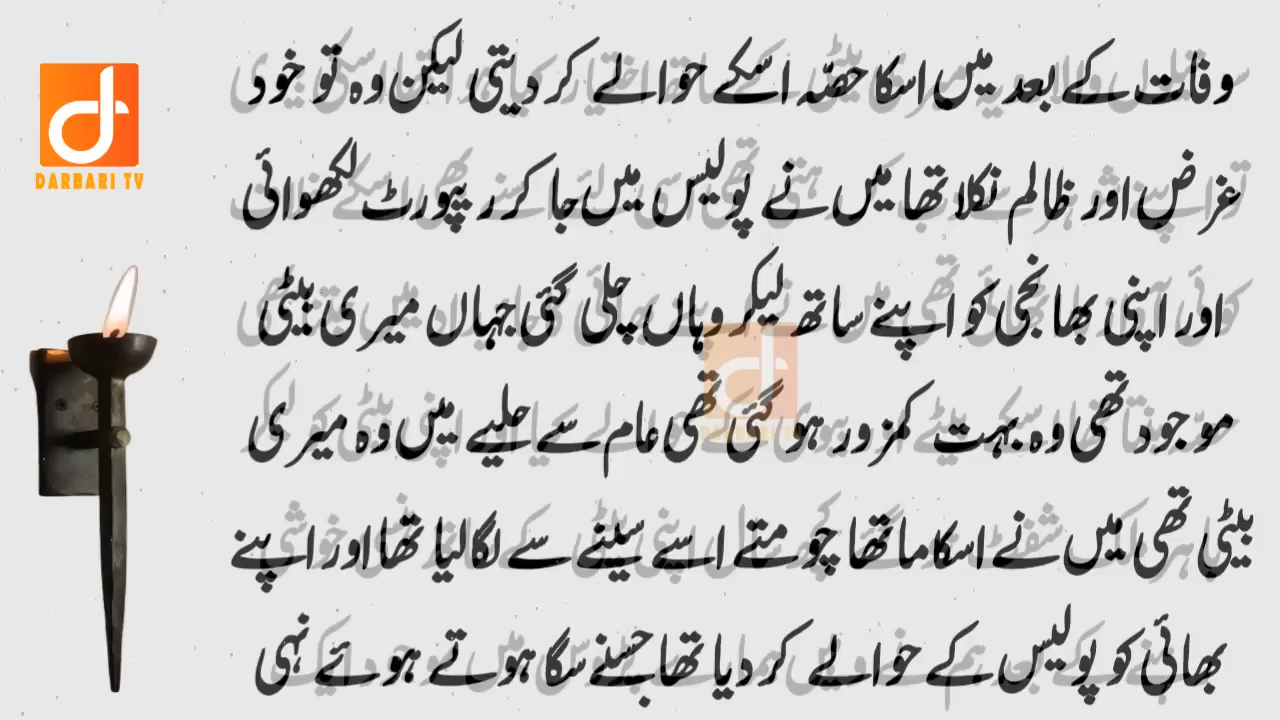 وفات کے بعد میں اسکا حصّہ اسکے حوالے کر دیتی لیکن وہ تو خود
غرض اور ظالم نکلا تھا میں نے پولیس میں جا کر رپپورٹ لکھوائی
اور اپنی بھانجی کو اپنے ساتھ لیکر وہاں چلی گئی جہاں میری بیٹی
موجود تھی وہ بہت کمزور ہو گئی تھی عام سے حلیے میں وہ میری
بیٹی تھی میں نے اسکا ماتھا چومتے اسے سینے سے لگا لیا تھا اور اپنے
بھائی کو پولیس کے حوالے کر دیا تھا جسنے سگا ہوتے ہوئے نہی
DARBARI TV